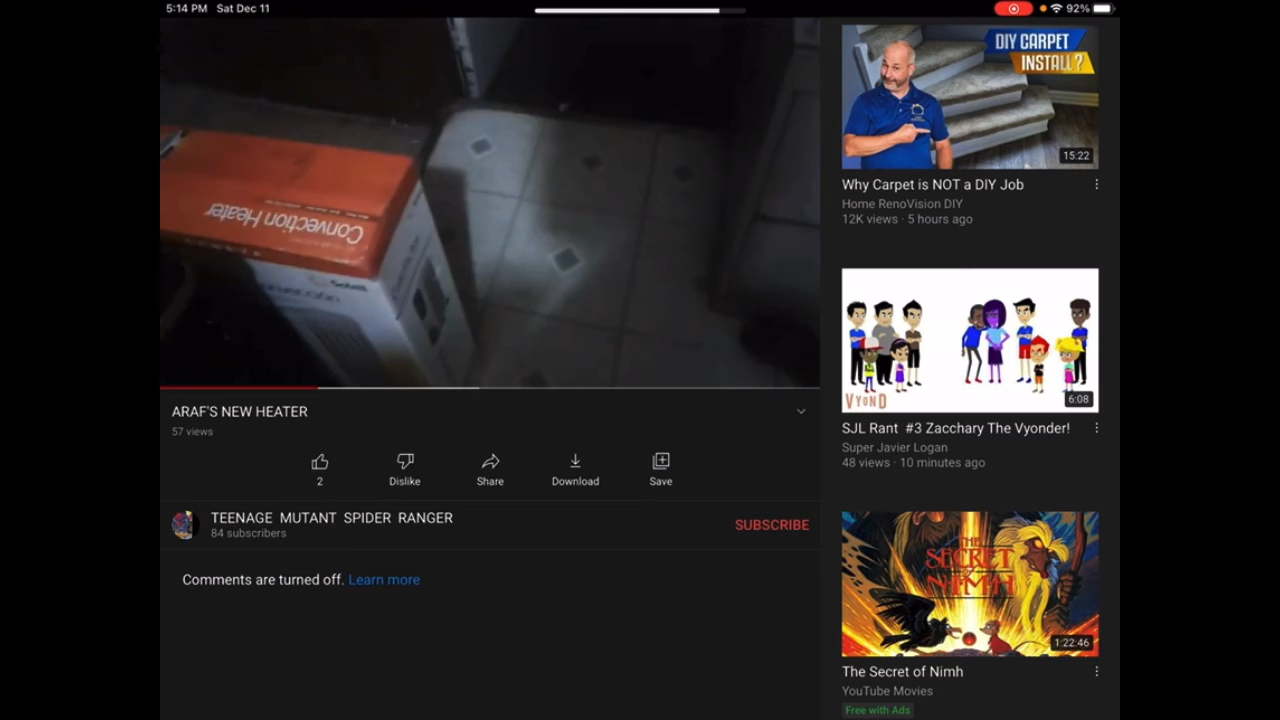 5:14 PM Sat Dec 11
92%
Convection Heater
ARAF'S NEW HEATER
57 views
2
Dislike
Share
Download
Save
TEENAGE MUTANT SPIDER RANGER
84 subscribers
SUBSCRIBE
Comments are turned off. Learn more
DIY CARPET
INSTALL?
15:22
Why Carpet is NOT a DIY Job
Home RenoVision DIY
12K views · 5 hours ago
VYOND
6:08
SJL Rant #3 Zacchary The Vyonder!
Super Javier Logan
48 views · 10 minutes ago
THE
SECRET
OF
NIMH
1:22:46
The Secret of Nimh
YouTube Movies
Free with Ads